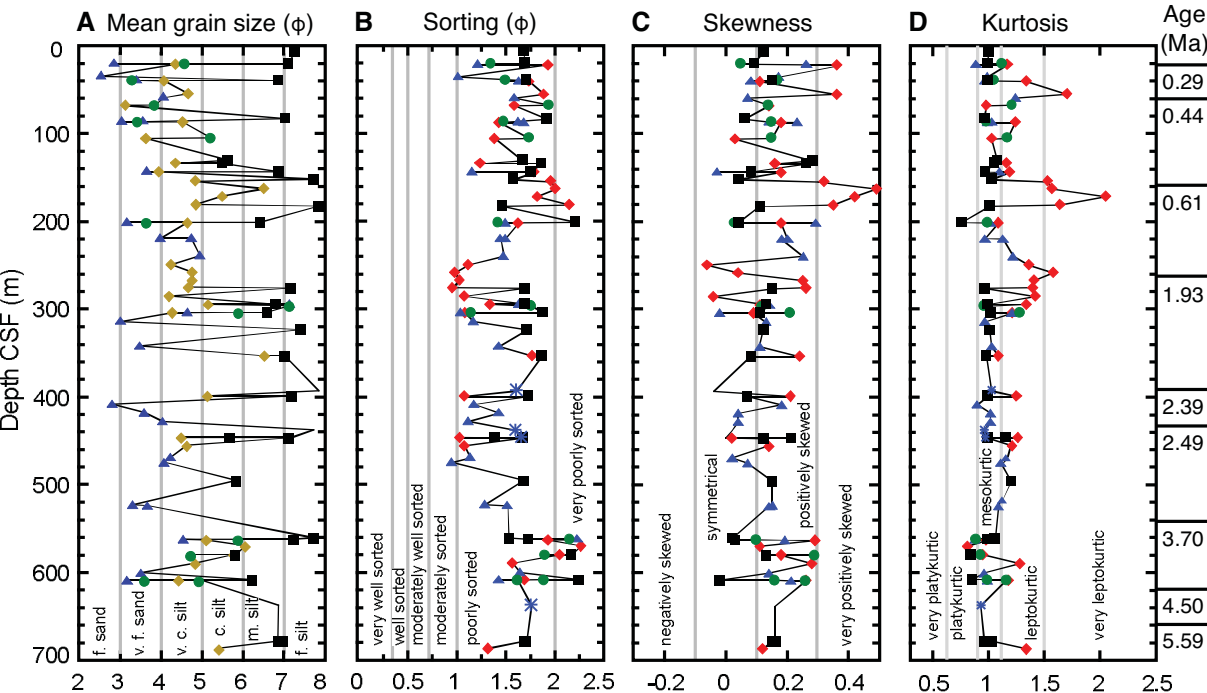 A Mean grain size (ϕ)
B Sorting (ϕ)
C Skewness
D Kurtosis
Age
(Ma)
Depth CSF (m)
0
100
200
300
400
500
600
700
f. sand
v. f. sand
v. c. silt
c. silt
m. silt
f. silt
2 3 4 5 6 7 8
very well sorted
well sorted
moderately well sorted
moderately sorted
poorly sorted
very poorly sorted
0 0.5 1 1.5 2 2.5
negatively skewed
symmetrical
positively skewed
very positively skewed
-0.2 0 0.2 0.4
very platykurtic
platykurtic
mesokurtic
leptokurtic
very leptokurtic
0.5 1 1.5 2 2.5
0.29
0.44
0.61
1.93
2.39
2.49
3.70
4.50
5.59